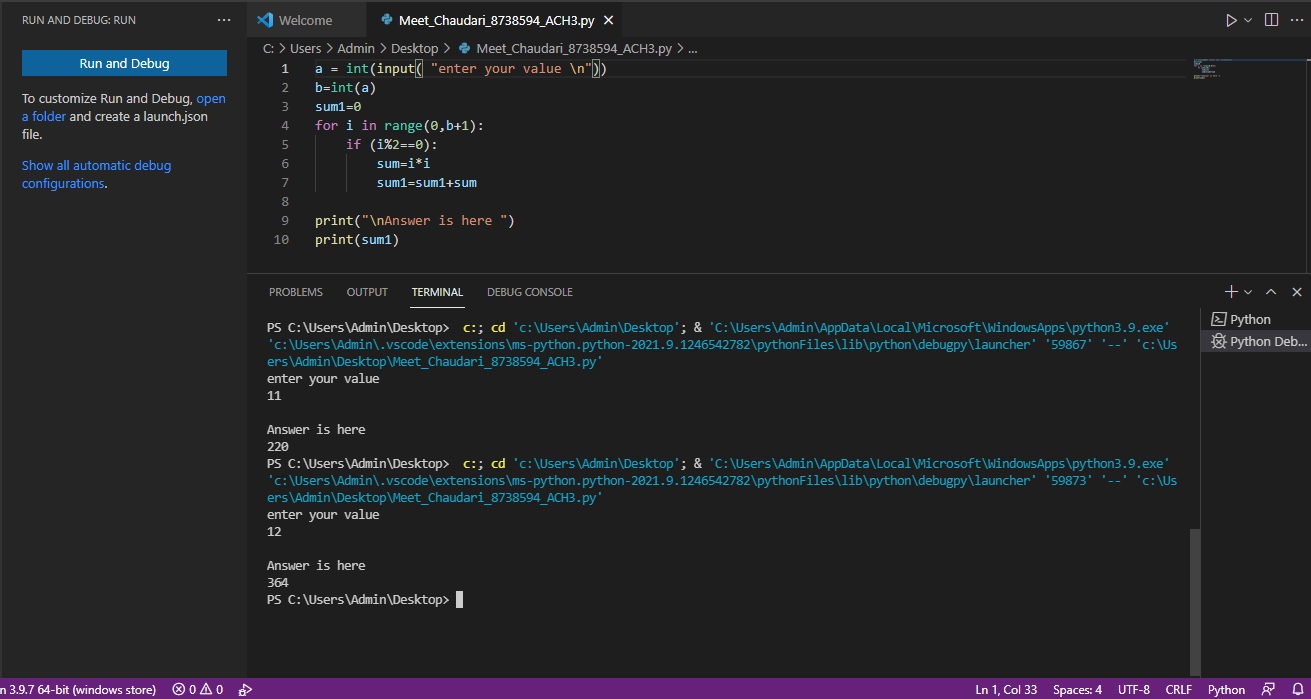 RUN AND DEBUG: RUN ...
Run and Debug
To customize Run and Debug, open
a folder and create a launch.json
file.
Show all automatic debug
configurations.
Welcome
Meet_Chaudari_8738594_ACH3.py
C: > Users > Admin > Desktop > Meet_Chaudari_8738594_ACH3.py > ...
1 a = int(input( "enter your value \n"))
2 b=int(a)
3 sum1=0
4 for i in range(0,b+1):
5 if (i%2==0):
6 sum=i*i
7 sum1=sum1+sum
8
9 print("\nAnswer is here ")
10 print(sum1)
PROBLEMS OUTPUT TERMINAL DEBUG CONSOLE
PS C:\Users\Admin\Desktop> c:; cd 'c:\Users\Admin\Desktop'; & 'C:\Users\Admin\AppData\Local\Microsoft\WindowsApps\python3.9.exe'
'c:\Users\Admin\.vscode\extensions\ms-python.python-2021.9.1246542782\pythonFiles\lib\python\debugpy\launcher' '59867' '--' 'c:\Us
ers\Admin\Desktop\Meet_Chaudari_8738594_ACH3.py'
enter your value
11
Answer is here
220
PS C:\Users\Admin\Desktop> c:; cd 'c:\Users\Admin\Desktop'; & 'C:\Users\Admin\AppData\Local\Microsoft\WindowsApps\python3.9.exe'
'c:\Users\Admin\.vscode\extensions\ms-python.python-2021.9.1246542782\pythonFiles\lib\python\debugpy\launcher' '59873' '--' 'c:\Us
ers\Admin\Desktop\Meet_Chaudari_8738594_ACH3.py'
enter your value
12
Answer is here
364
PS C:\Users\Admin\Desktop>
Python
Python Deb...
n 3.9.7 64-bit (windows store) 0 0
Ln 1, Col 33 Spaces: 4 UTF-8 CRLF Python